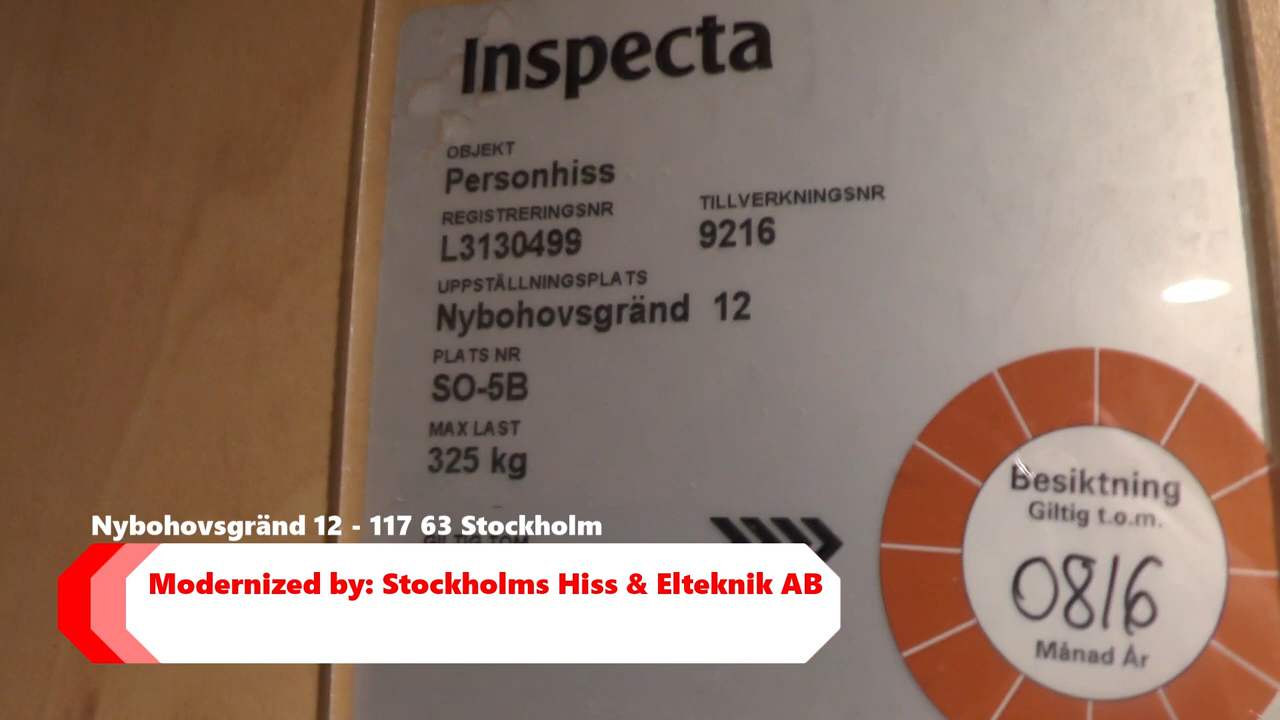 Inspecta
OBJEKT
Personhiss
REGISTRERINGSNR
L3130499
TILLVERKNINGSNR
9216
UPPSTÄLLNINGSPLATS
Nybohovsgränd 12
PLATS NR
SO-5B
MAX LAST
325 kg
Besiktning
Giltig t.o.m.
0816
Månad År
Nybohovsgränd 12 - 117 63 Stockholm
Modernized by: Stockholms Hiss & Elteknik AB